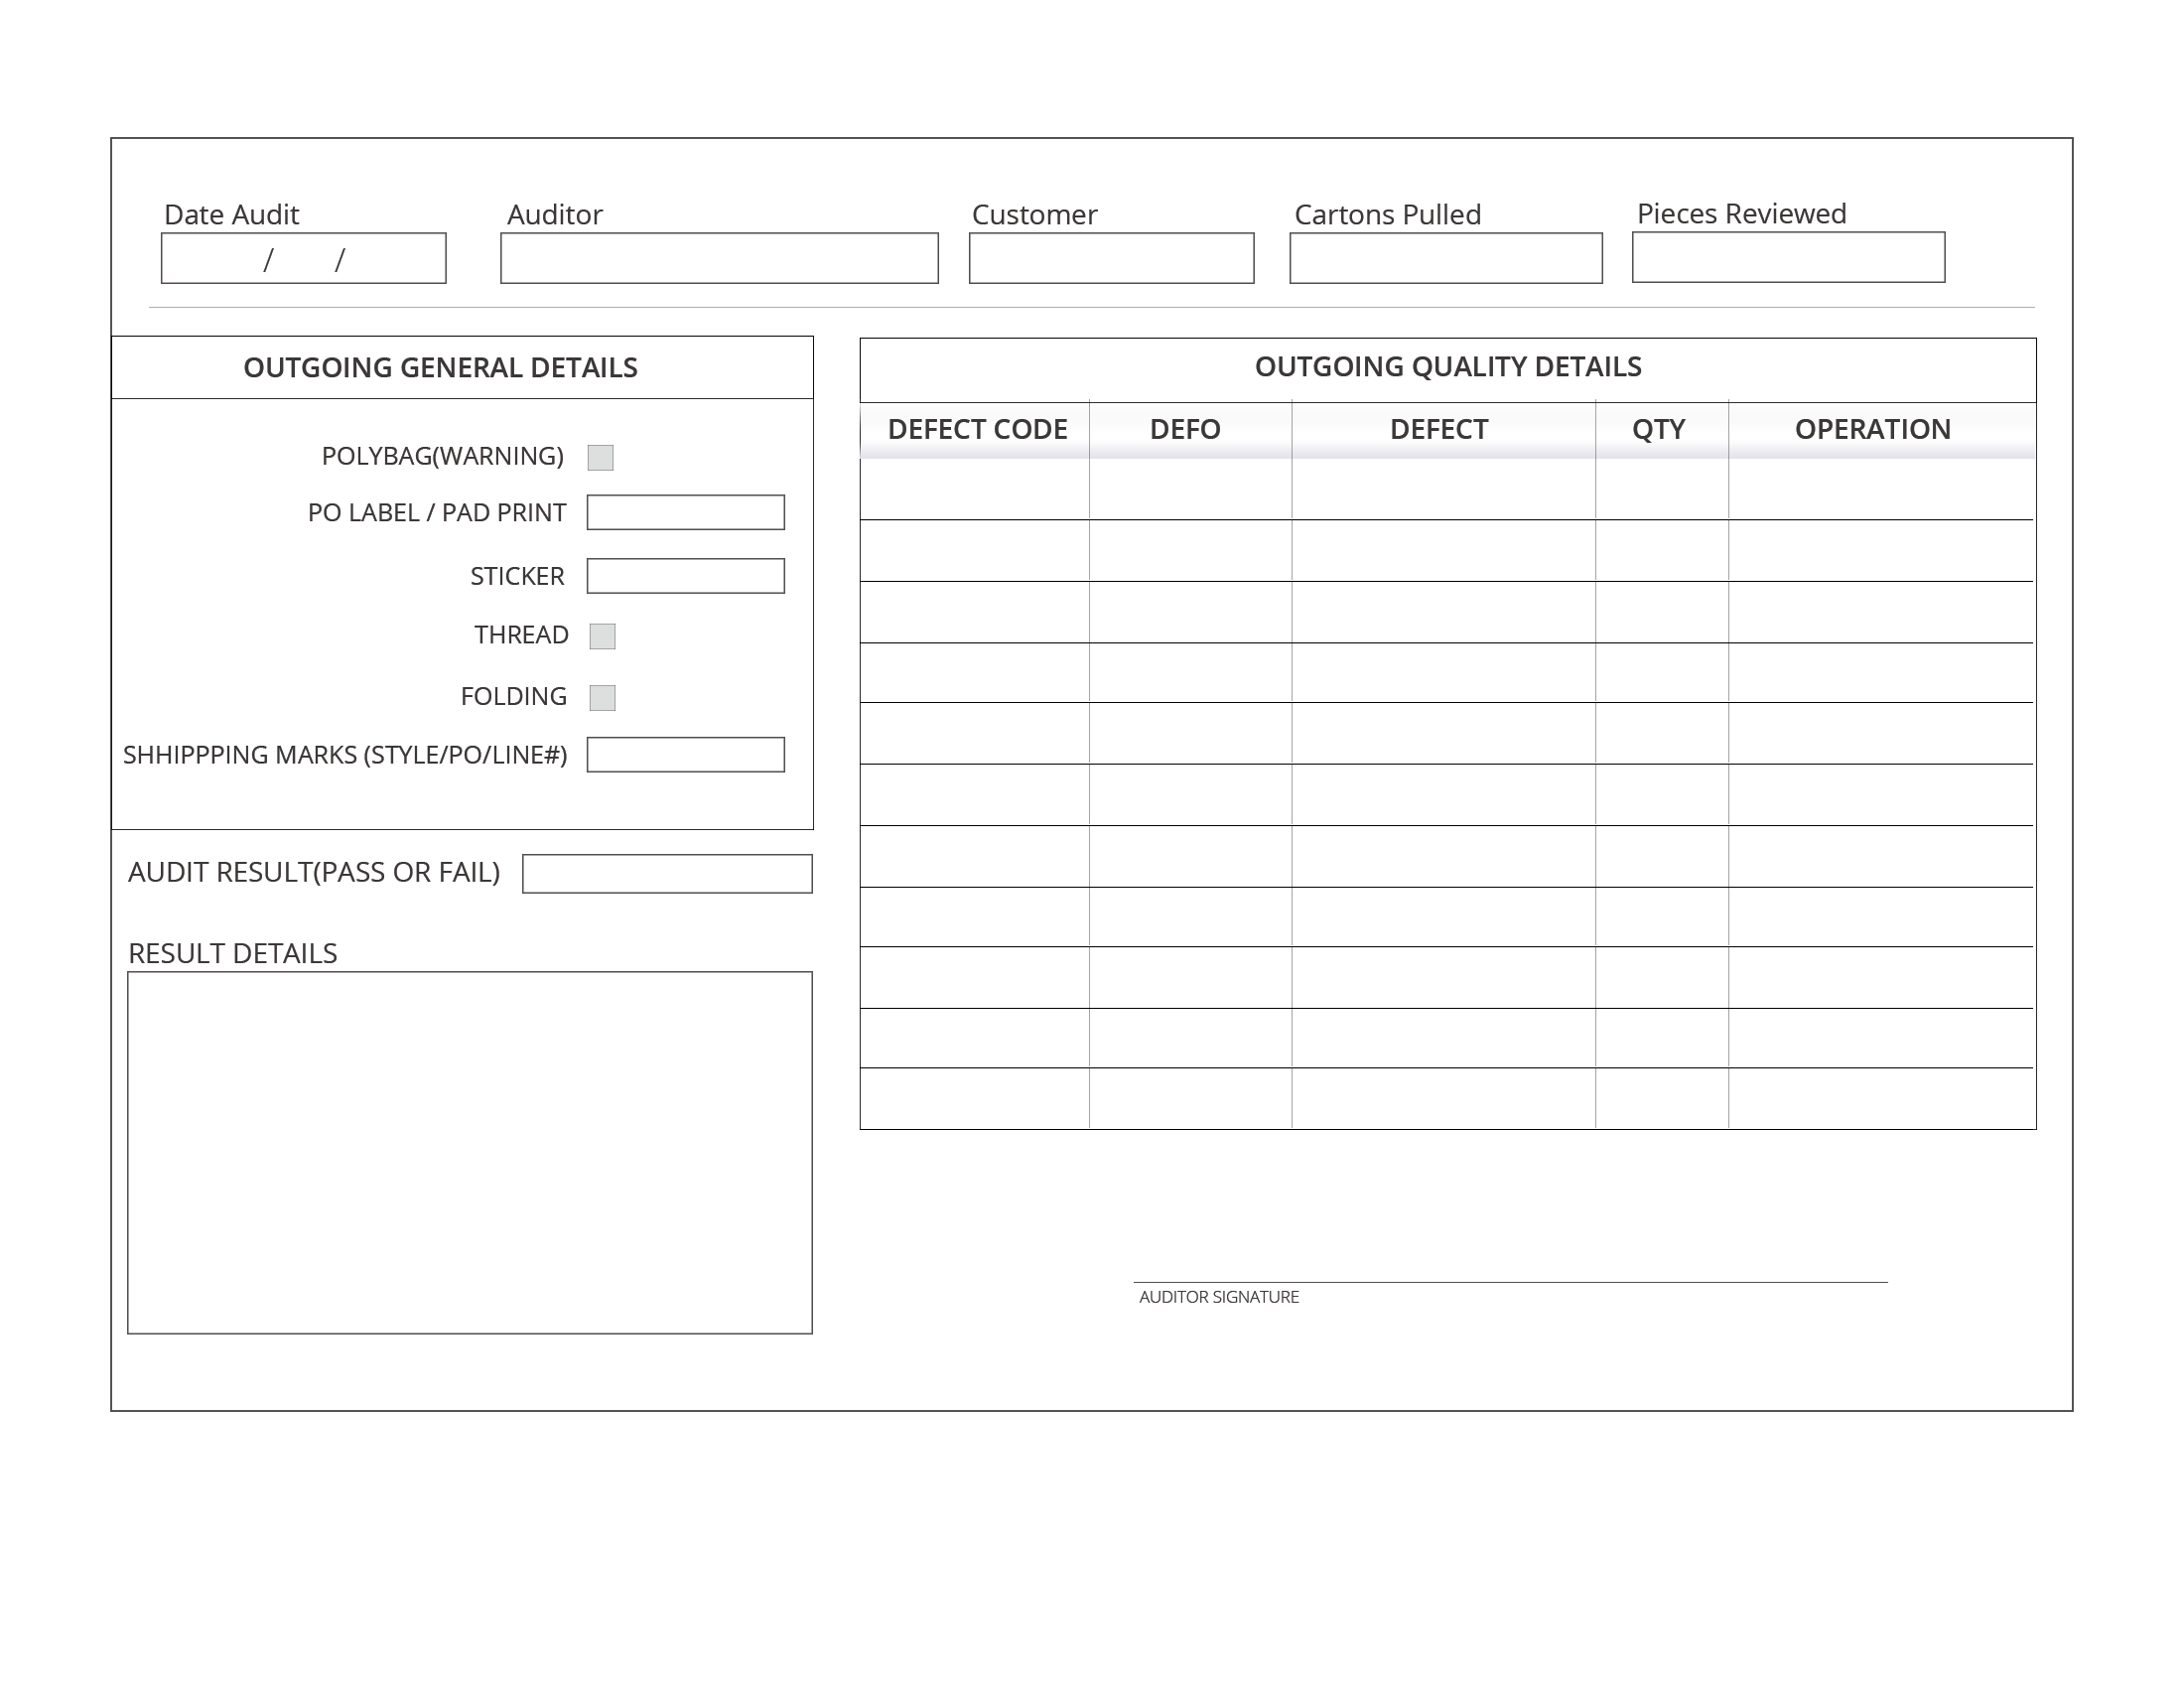 Date Audit Auditor Customer Cartons Pulled Pieces Reviewed
/ /
OUTGOING GENERAL DETAILS
POLYBAG(WARNING)
PO LABEL / PAD PRINT
STICKER
THREAD
FOLDING
SHHIPPPING MARKS (STYLE/PO/LINE#)
AUDIT RESULT(PASS OR FAIL)
RESULT DETAILS
OUTGOING QUALITY DETAILS
DEFECT CODE DEFO DEFECT QTY OPERATION
AUDITOR SIGNATURE